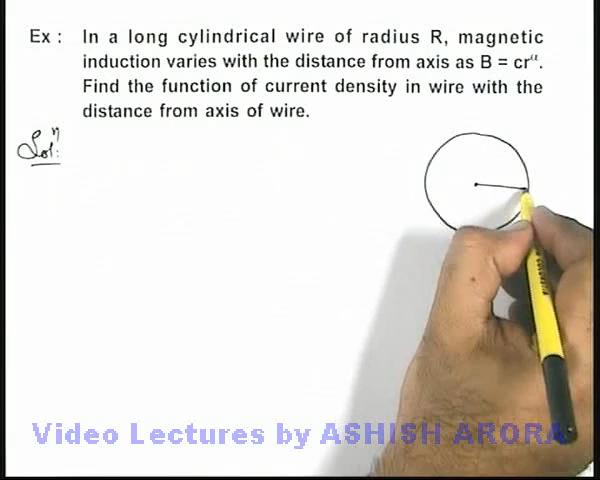 Ex : In a long cylindrical wire of radius R, magnetic
induction varies with the distance from axis as B = crᵅ.
Find the function of current density in wire with the
distance from axis of wire.
Solⁿ:
Video Lectures by ASHISH ARORA